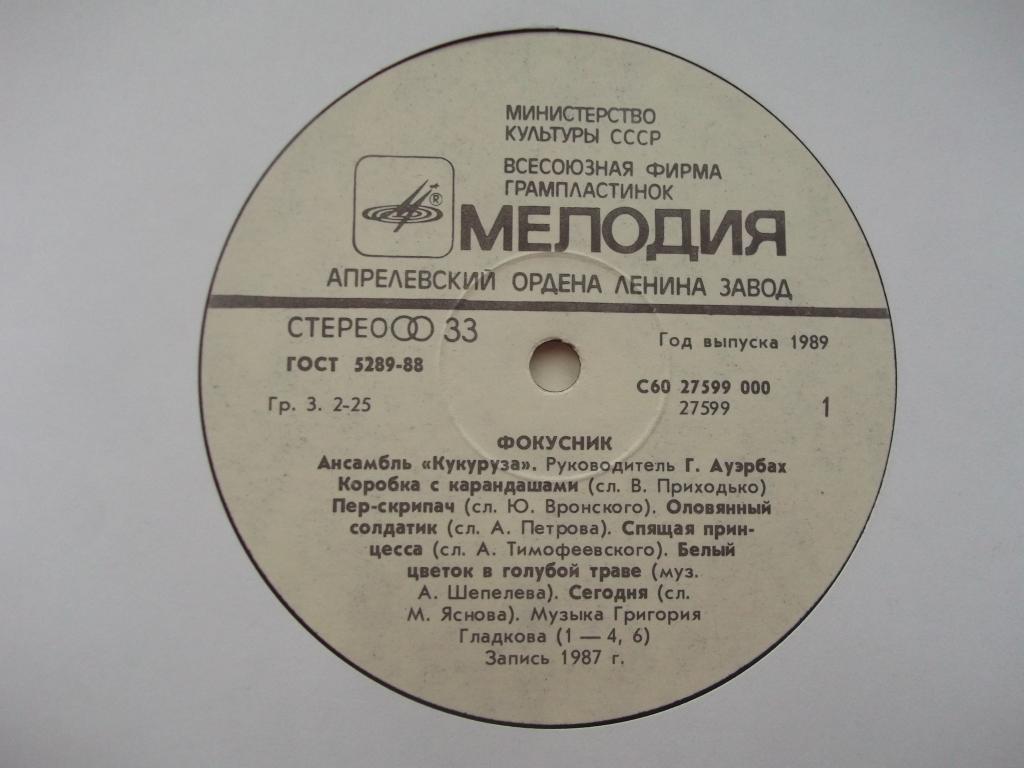 МИНИСТЕРСТВО
КУЛЬТУРЫ СССР
ВСЕСОЮЗНАЯ ФИРМА
ГРАМПЛАСТИНОК
®
МЕЛОДИЯ
АПРЕЛЕВСКИЙ ОРДЕНА ЛЕНИНА ЗАВОД
СТЕРЕО 33
Год выпуска 1989
ГОСТ 5289-88
С60 27599 000
Гр. 3. 2-25
27599
1
ФОКУСНИК
Ансамбль «Кукуруза». Руководитель Г. Ауэрбах
Коробка с карандашами (сл. В. Приходько)
Пер-скрипач (сл. Ю. Вронского). Оловянный
солдатик (сл. А. Петрова). Спящая прин-
цесса (сл. А. Тимофеевского). Белый
цветок в голубой траве (муз.
А. Шепелева). Сегодня (сл.
М. Яснова). Музыка Григория
Гладкова (1 — 4, 6)
Запись 1987 г.